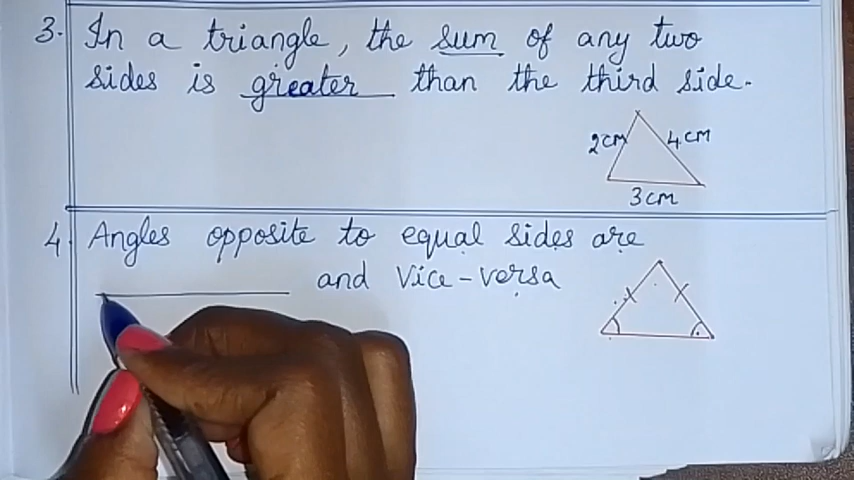 3. In a triangle, the sum of any two
sides is greater than the third side.
2cm 4cm
3cm
4. Angles opposite to equal sides are
__________ and Vice-versa